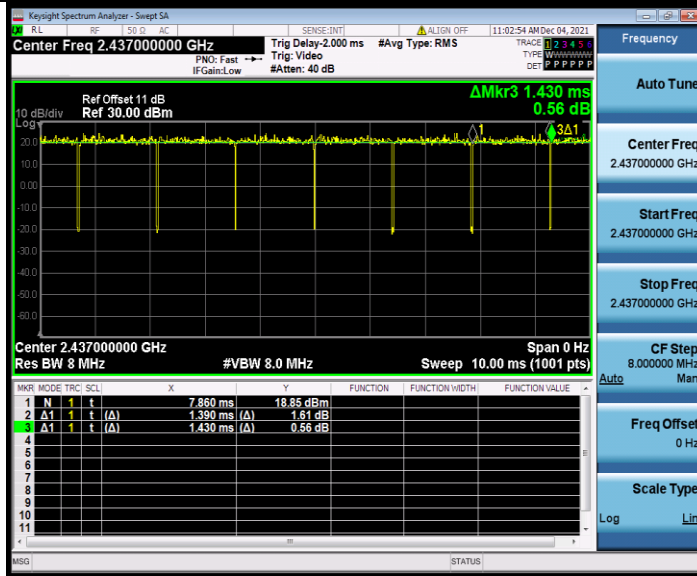 Keysight Spectrum Analyzer - Swept SA
RL RF 50 Ω AC SENSE:INT ALIGN OFF 11:02:54 AM Dec 04, 2021
Center Freq 2.437000000 GHz
PNO: Fast
IFGain:Low
Trig Delay-2.000 ms
Trig: Video
#Atten: 40 dB
#Avg Type: RMS
TRACE 1 2 3 4 5 6
TYPE WWWWWW
DET P P P P P P
ΔMkr3 1.430 ms
0.56 dB
Ref Offset 11 dB
10 dB/div Ref 30.00 dBm
Log
1
3Δ1
20.0
10.0
0.00
-10.0
-20.0
-30.0
-40.0
-50.0
-60.0
Center 2.437000000 GHz Span 0 Hz
Res BW 8 MHz #VBW 8.0 MHz Sweep 10.00 ms (1001 pts)
MKR MODE TRC SCL X Y FUNCTION FUNCTION WIDTH FUNCTION VALUE
1 N 1 t 7.860 ms 18.85 dBm
2 Δ1 1 t (Δ) 1.390 ms (Δ) 1.61 dB
3 Δ1 1 t (Δ) 1.430 ms (Δ) 0.56 dB
4
5
6
7
8
9
10
11
MSG STATUS
Frequency
Auto Tune
Center Freq
2.437000000 GHz
Start Freq
2.437000000 GHz
Stop Freq
2.437000000 GHz
CF Step
8.000000 MHz
Auto Man
Freq Offset
0 Hz
Scale Type
Log Lin